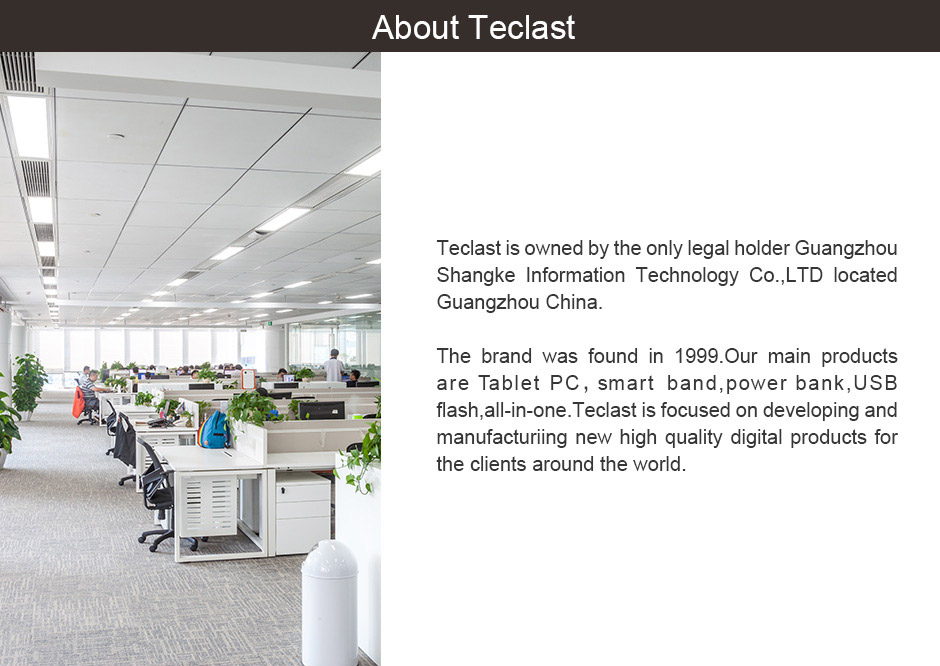 About Teclast
Teclast is owned by the only legal holder Guangzhou
Shangke Information Technology Co.,LTD located
Guangzhou China.
The brand was found in 1999.Our main products
are Tablet PC, smart band,power bank,USB
flash,all-in-one.Teclast is focused on developing and
manufacturiing new high quality digital products for
the clients around the world.